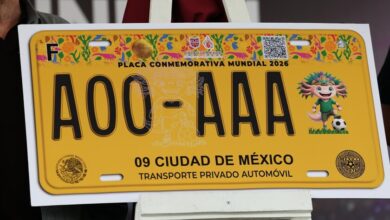 PLACA CONMEMORATIVA MUNDIAL 2026
A00-AAA
09 CIUDAD DE MÉXICO
TRANSPORTE PRIVADO AUTOMÓVIL